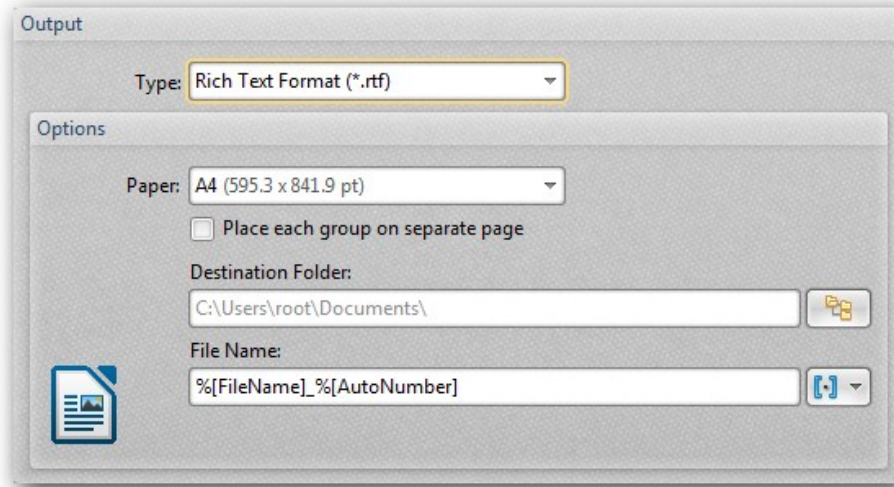 Output
Type: Rich Text Format (*.rtf)
Options
Paper: A4 (595.3 x 841.9 pt)
Place each group on separate page
Destination Folder:
C:\Users\root\Documents\
File Name:
%[FileName]_%[AutoNumber]